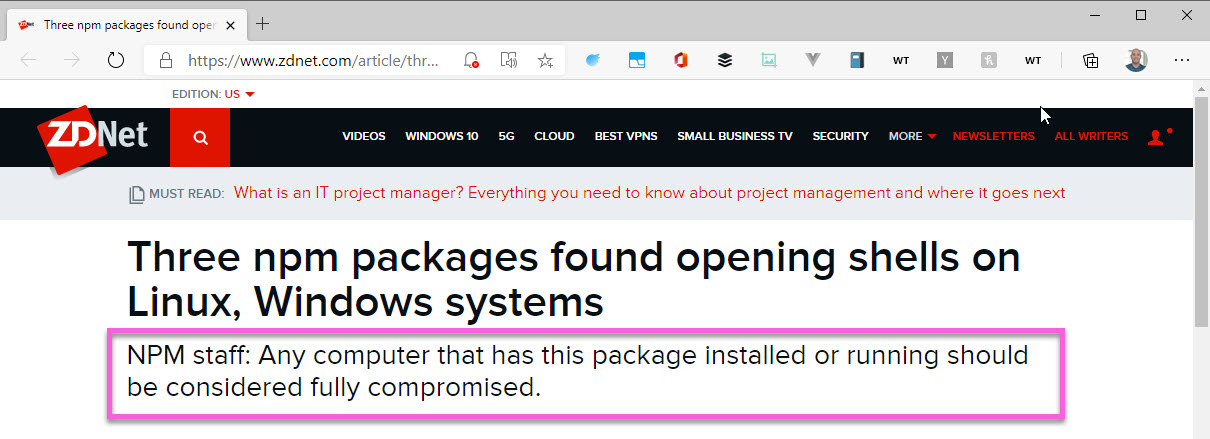 Three npm packages found oper
https://www.zdnet.com/article/thr...
WT
Y
WT
EDITION: US
ZDNet
VIDEOS WINDOWS 10 5G CLOUD BEST VPNS SMALL BUSINESS TV SECURITY MORE NEWSLETTERS ALL WRITERS
MUST READ: What is an IT project manager? Everything you need to know about project management and where it goes next
Three npm packages found opening shells on
Linux, Windows systems
NPM staff: Any computer that has this package installed or running should
be considered fully compromised.